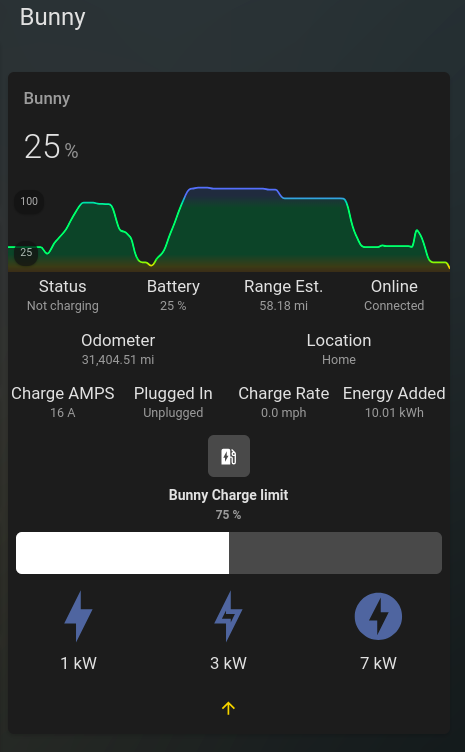 Bunny
Bunny
25 %
100
25
Status Battery Range Est. Online
Not charging 25 % 58.18 mi Connected
Odometer Location
31,404.51 mi Home
Charge AMPS Plugged In Charge Rate Energy Added
16 A Unplugged 0.0 mph 10.01 kWh
Bunny Charge limit
75 %
1 kW 3 kW 7 kW